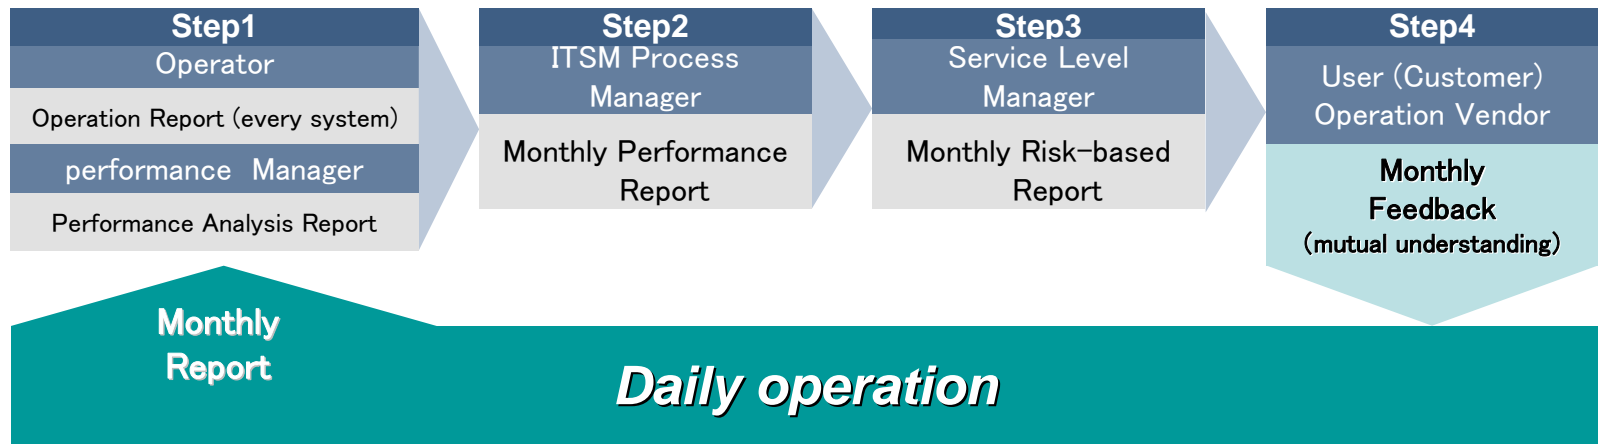 Step1
Operator
Operation Report (every system)
performance Manager
Performance Analysis Report
Step2
ITSM Process
Manager
Monthly Performance
Report
Step3
Service Level
Manager
Monthly Risk-based
Report
Step4
User (Customer)
Operation Vendor
Monthly
Feedback
(mutual understanding)
Monthly
Report
Daily operation